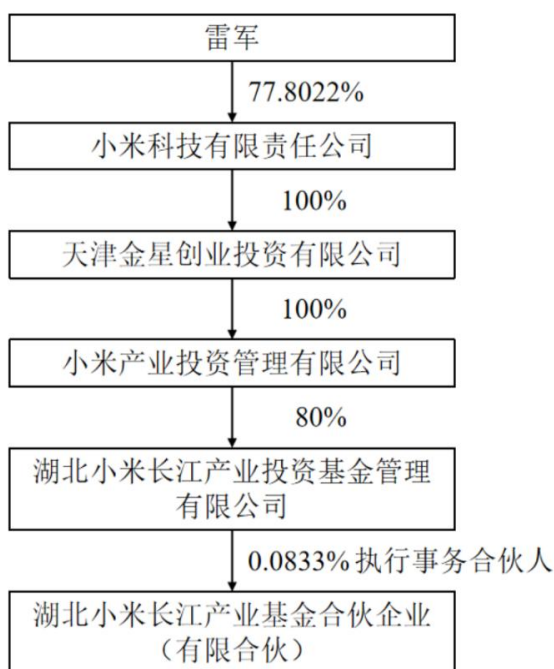 雷军
77.8022%
小米科技有限责任公司
100%
天津金星创业投资有限公司
100%
小米产业投资管理有限公司
80%
湖北小米长江产业投资基金管理
有限公司
0.0833% 执行事务合伙人
湖北小米长江产业基金合伙企业
（有限合伙）